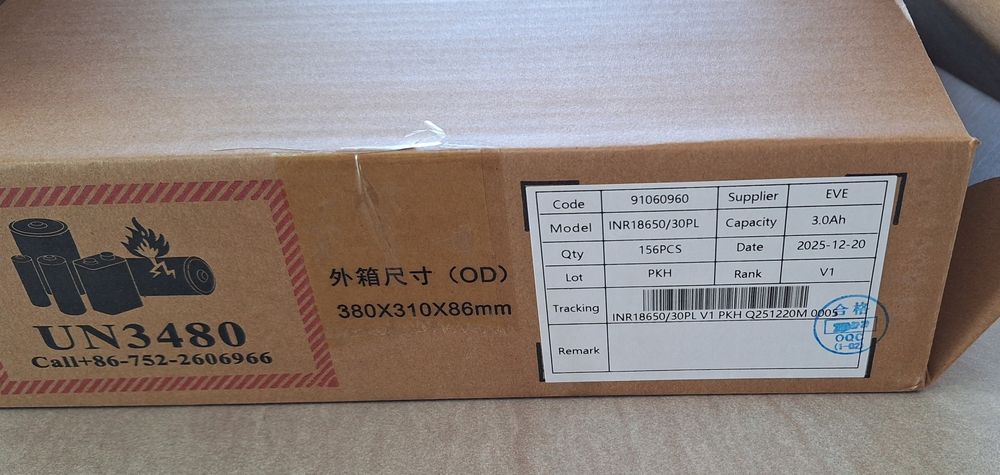 UN3480
Call+86-752-2606966
外箱尺寸（OD）
380X310X86mm
Code 91060960 Supplier EVE
Model INR18650/30PL Capacity 3.0Ah
Qty 156PCS Date 2025-12-20
Lot PKH Rank V1
Tracking
INR18650/30PL V1 PKH Q251220M 0005
Remark
合格
OQC
(1-02)